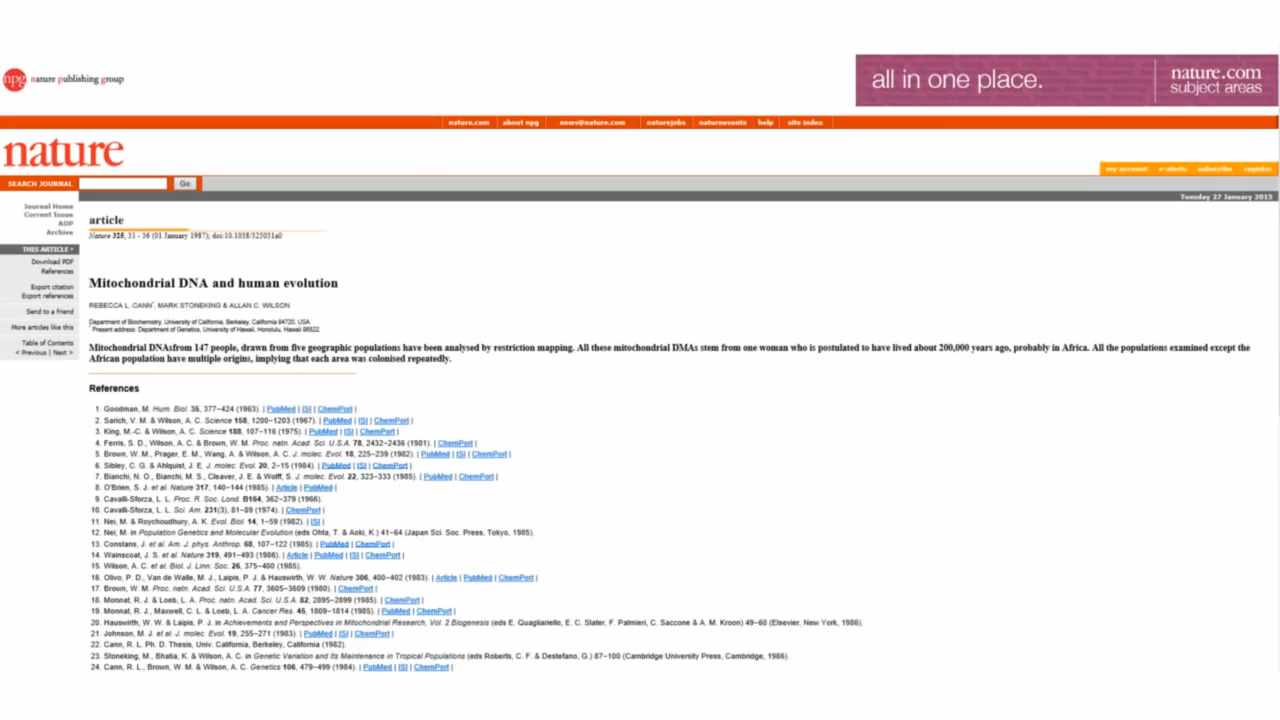 npg nature publishing group
all in one place.
nature.com
subject areas
nature.com about npg news@nature.com naturejobs natureevents help site index
nature
my account e-alerts subscribe register
SEARCH JOURNAL Go
Tuesday 27 January 2015
Journal Home
Current Issue
AOP
Archive
THIS ARTICLE
Download PDF
References
Export citation
Export references
Send to a friend
More articles like this
Table of Contents
< Previous | Next >
article
Nature 325, 31 - 36 (01 January 1987); doi:10.1038/325031a0
Mitochondrial DNA and human evolution
REBECCA L. CANN*, MARK STONEKING & ALLAN C. WILSON
Department of Biochemistry, University of California, Berkeley, California 94720, USA
* Present address: Department of Genetics, University of Hawaii, Honolulu, Hawaii 96822.
Mitochondrial DNAsfrom 147 people, drawn from five geographic populations have been analysed by restriction mapping. All these mitochondrial DMAs stem from one woman who is postulated to have lived about 200,000 years ago, probably in Africa. All the populations examined except the
African population have multiple origins, implying that each area was colonised repeatedly.
References
1. Goodman, M. Hum. Biol. 35, 377–424 (1963). | PubMed | ISI | ChemPort |
2. Sarich, V. M. & Wilson, A. C. Science 158, 1200–1203 (1967). | PubMed | ISI | ChemPort |
3. King, M.-C. & Wilson, A. C. Science 188, 107–116 (1975). | PubMed | ISI | ChemPort |
4. Ferris, S. D., Wilson, A. C. & Brown, W. M. Proc. natn. Acad. Sci. U.S.A. 78, 2432–2436 (1981). | ChemPort |
5. Brown, W. M., Prager, E. M., Wang, A. & Wilson, A. C. J. molec. Evol. 18, 225–239 (1982). | PubMed | ISI | ChemPort |
6. Sibley, C. G. & Ahlquist, J. E. J. molec. Evol. 20, 2–15 (1984). | PubMed | ISI | ChemPort |
7. Bianchi, N. O., Bianchi, M. S., Cleaver, J. E. & Wolff, S. J. molec. Evol. 22, 323–333 (1985). | PubMed | ChemPort |
8. O'Brien, S. J. et al. Nature 317, 140–144 (1985). | Article | PubMed |
9. Cavalli-Sforza, L. L. Proc. R. Soc. Lond. B164, 362–379 (1966).
10. Cavalli-Sforza, L. L. Sci. Am. 231(3), 81–89 (1974). | ChemPort |
11. Nei, M. & Roychoudhury, A. K. Evol. Biol. 14, 1–59 (1982). | ISI |
12. Nei, M. in Population Genetics and Molecular Evolution (eds Ohta, T. & Aoki, K.) 41–64 (Japan Sci. Soc. Press, Tokyo, 1985).
13. Constans, J. et al. Am. J. phys. Anthrop. 68, 107–122 (1985). | PubMed | ChemPort |
14. Wainscoat, J. S. et al. Nature 319, 491–493 (1986). | Article | PubMed | ISI | ChemPort |
15. Wilson, A. C. et al. Biol. J. Linn. Soc. 26, 375–400 (1985).
16. Olivo, P. D., Van de Walle, M. J., Laipis, P. J. & Hauswirth, W. W. Nature 306, 400–402 (1983). | Article | PubMed | ChemPort |
17. Brown, W. M. Proc. natn. Acad. Sci. U.S.A. 77, 3605–3609 (1980). | ChemPort |
18. Monnat, R. J. & Loeb, L. A. Proc. natn. Acad. Sci. U.S.A. 82, 2895–2899 (1985). | ChemPort |
19. Monnat, R. J., Maxwell, C. L. & Loeb, L. A. Cancer Res. 45, 1809–1814 (1985). | PubMed | ChemPort |
20. Hauswirth, W. W. & Laipis, P. J. in Achievements and Perspectives in Mitochondrial Research, Vol. 2 Biogenesis (eds E. Quagliariello, E. C. Slater, F. Palmieri, C. Saccone & A. M. Kroon) 49–60 (Elsevier, New York, 1986).
21. Johnson, M. J. et al. J. molec. Evol. 19, 255–271 (1983). | PubMed | ISI | ChemPort |
22. Cann, R. L. Ph. D. Thesis, Univ. California, Berkeley, California (1982).
23. Stoneking, M., Bhatia, K. & Wilson, A. C. in Genetic Variation and Its Maintenance in Tropical Populations (eds Roberts, C. F. & Destefano, G.) 87–100 (Cambridge University Press, Cambridge, 1986).
24. Cann, R. L., Brown, W. M. & Wilson, A. C. Genetics 106, 479–499 (1984). | PubMed | ISI | ChemPort |